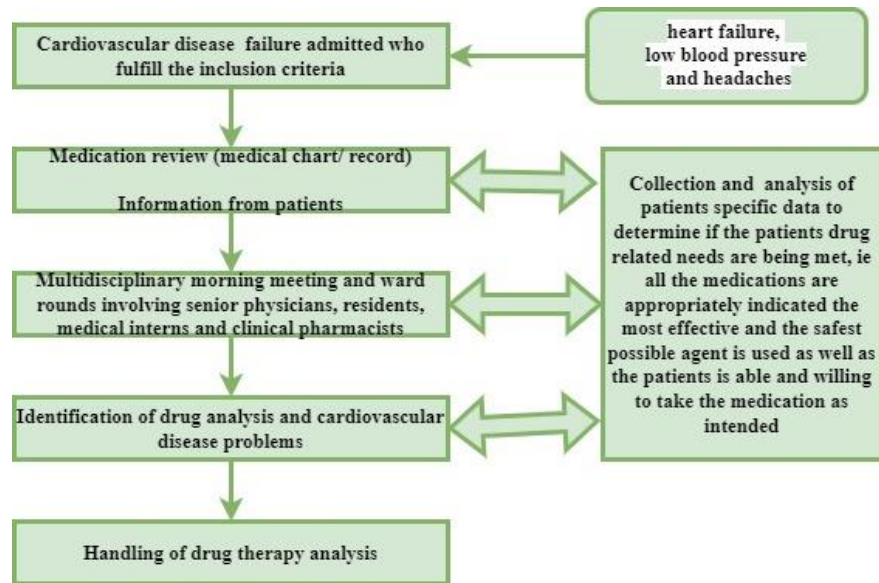 Cardiovascular disease failure admitted who
fulfill the inclusion criteria
heart failure,
low blood pressure
and headaches
Medication review (medical chart/ record)
Information from patients
Collection and analysis of
patients specific data to
determine if the patients drug
related needs are being met, ie
all the medications are
appropriately indicated the
most effective and the safest
possible agent is used as well as
the patients is able and willing
to take the medication as
intended
Multidisciplinary morning meeting and ward
rounds involving senior physicians, residents,
medical interns and clinical pharmacists
Identification of drug analysis and cardiovascular
disease problems
Handling of drug therapy analysis